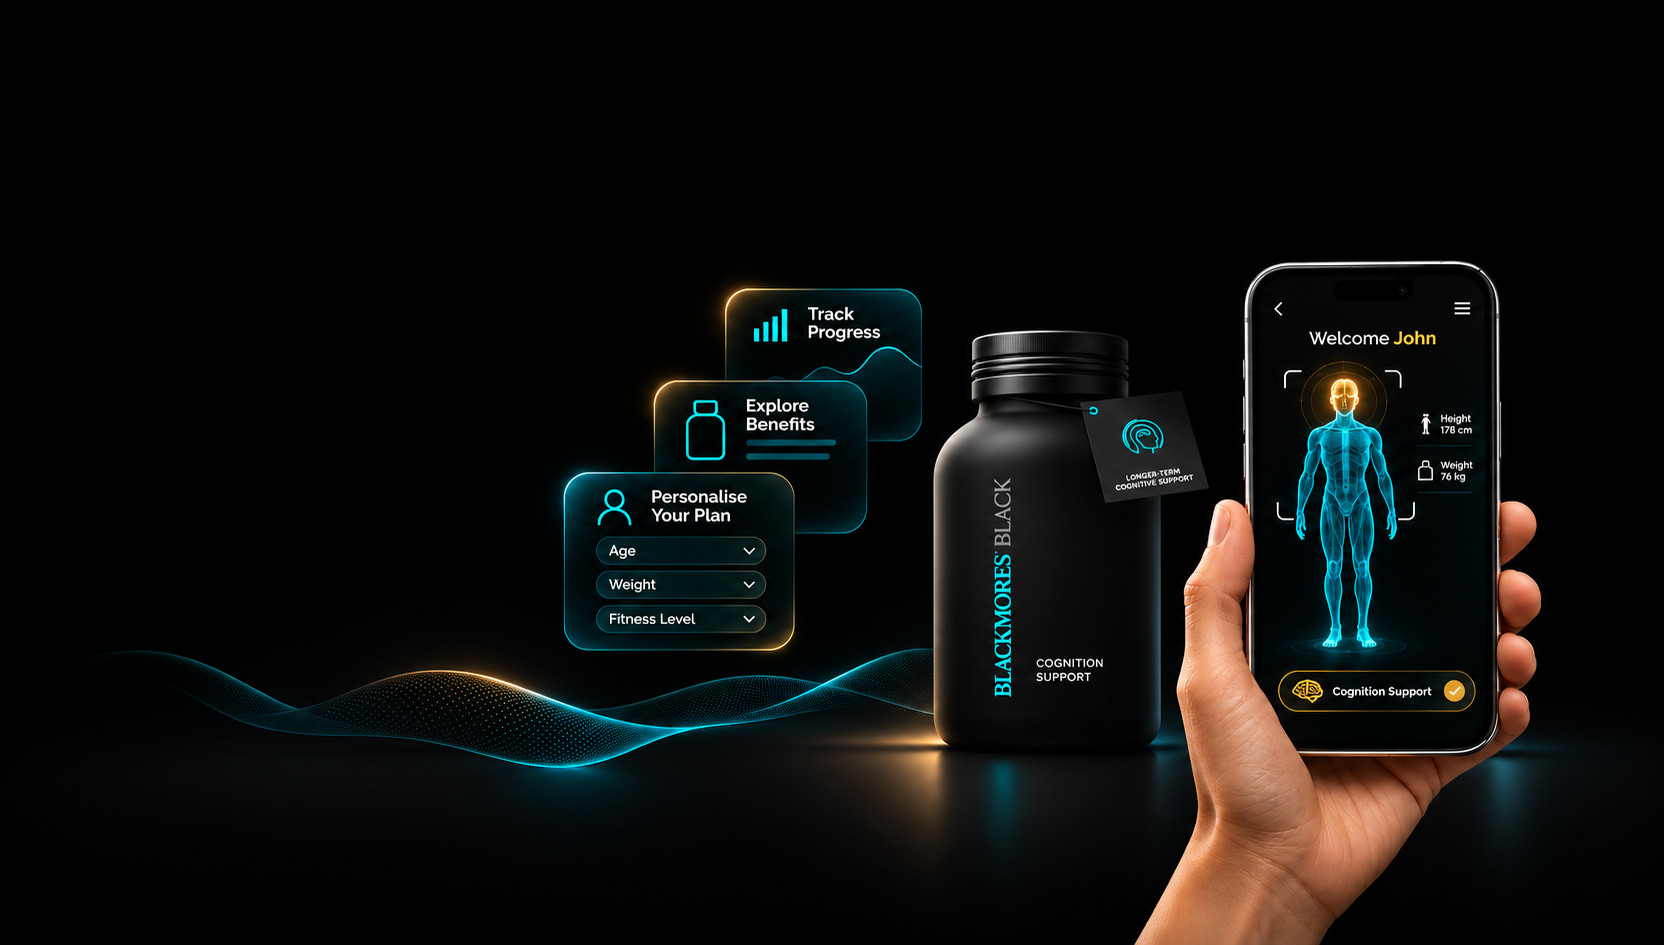 Track
Progress
Explore
Benefits
Personalise
Your Plan
Age
Weight
Fitness Level
BLACKMORES® BLACK
COGNITION
SUPPORT
LONGER-TERM
COGNITIVE SUPPORT
Welcome John
Height
178 cm
Weight
76 kg
Cognition Support